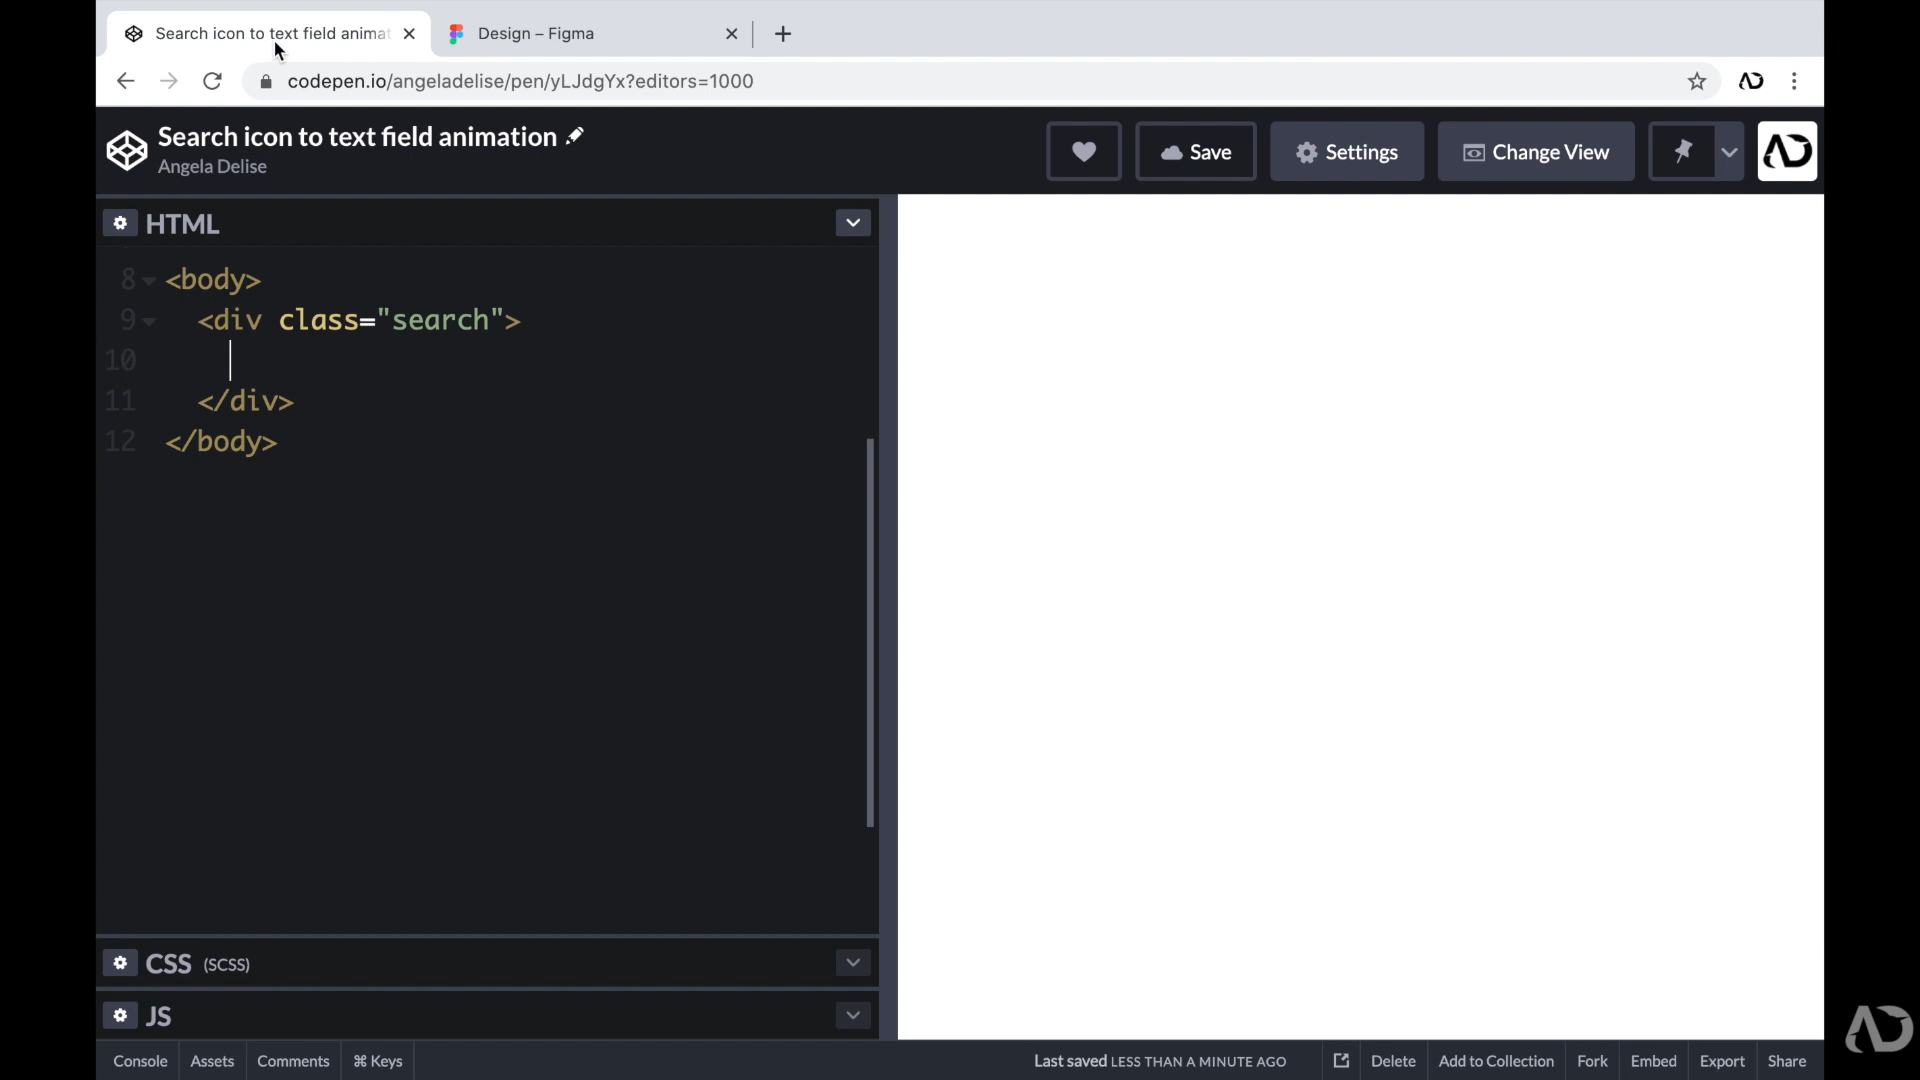 Search icon to text field animat
Design – Figma
codepen.io/angeladelise/pen/yLJdgYx?editors=1000
Search icon to text field animation
Angela Delise
Save
Settings
Change View
HTML
8 <body>
9 <div class="search">
10
11 </div>
12 </body>
CSS (SCSS)
JS
Console
Assets
Comments
⌘ Keys
Last saved LESS THAN A MINUTE AGO
Delete
Add to Collection
Fork
Embed
Export
Share